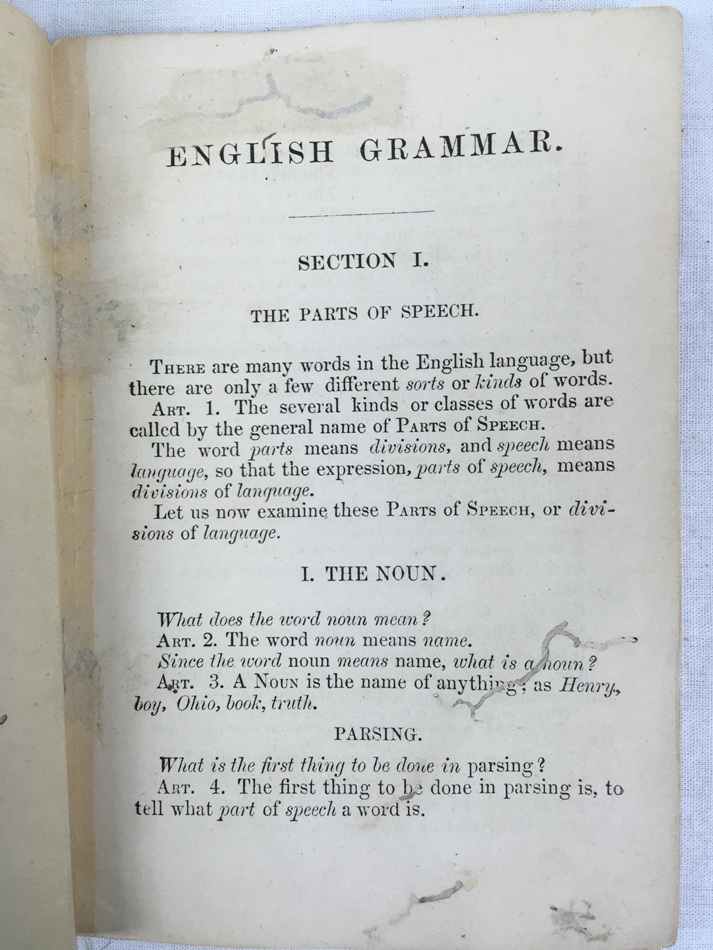 ENGLISH GRAMMAR.
SECTION I.
THE PARTS OF SPEECH.
THERE are many words in the English language, but
there are only a few different sorts or kinds of words.
ART. 1. The several kinds or classes of words are
called by the general name of PARTS of SPEECH.
The word parts means divisions, and speech means
language, so that the expression, parts of speech, means
divisions of language.
Let us now examine these PARTS of SPEECH, or divi-
sions of language.
I. THE NOUN.
What does the word noun mean?
ART. 2. The word noun means name.
Since the word noun means name, what is a noun?
ART. 3. A NOUN is the name of anything; as Henry,
boy, Ohio, book, truth.
PARSING.
What is the first thing to be done in parsing?
ART. 4. The first thing to be done in parsing is, to
tell what part of speech a word is.